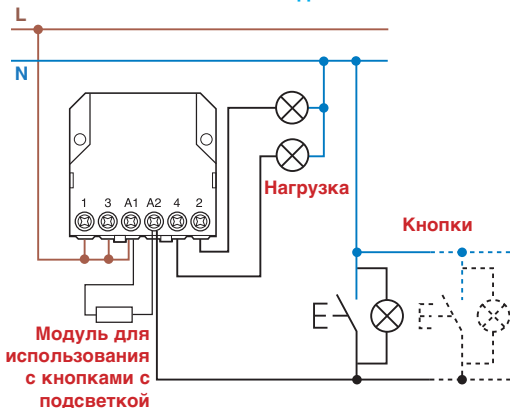 L
N
1 3 A1 A2 4 2
Нагрузка
Кнопки
Модуль для
использования
с кнопками с
подсветкой